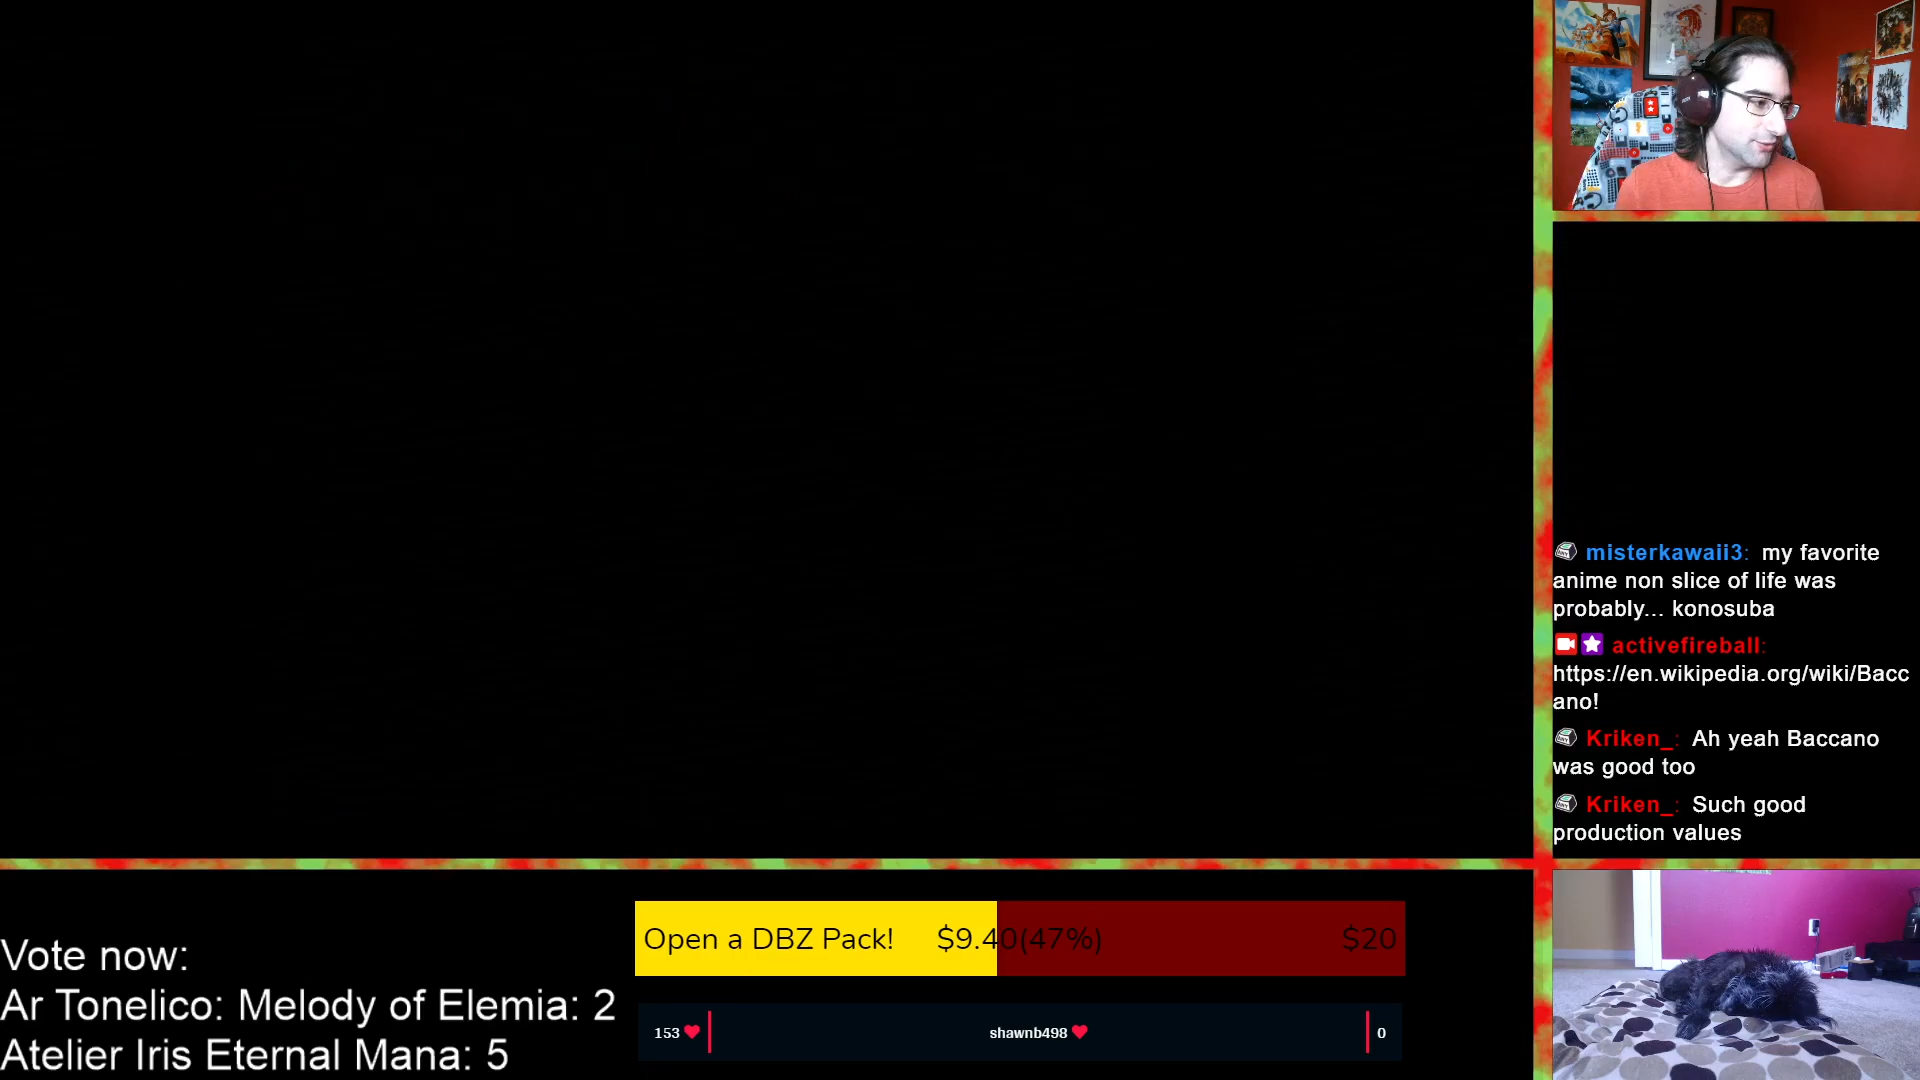 misterkawaii3: my favorite
anime non slice of life was
probably... konosuba
activefireball:
https://en.wikipedia.org/wiki/Bacc
ano!
Kriken_: Ah yeah Baccano
was good too
Kriken_: Such good
production values
Vote now:
Ar Tonelico: Melody of Elemia: 2
Atelier Iris Eternal Mana: 5
Open a DBZ Pack! $9.40(47%) $20
153 shawnb498 0